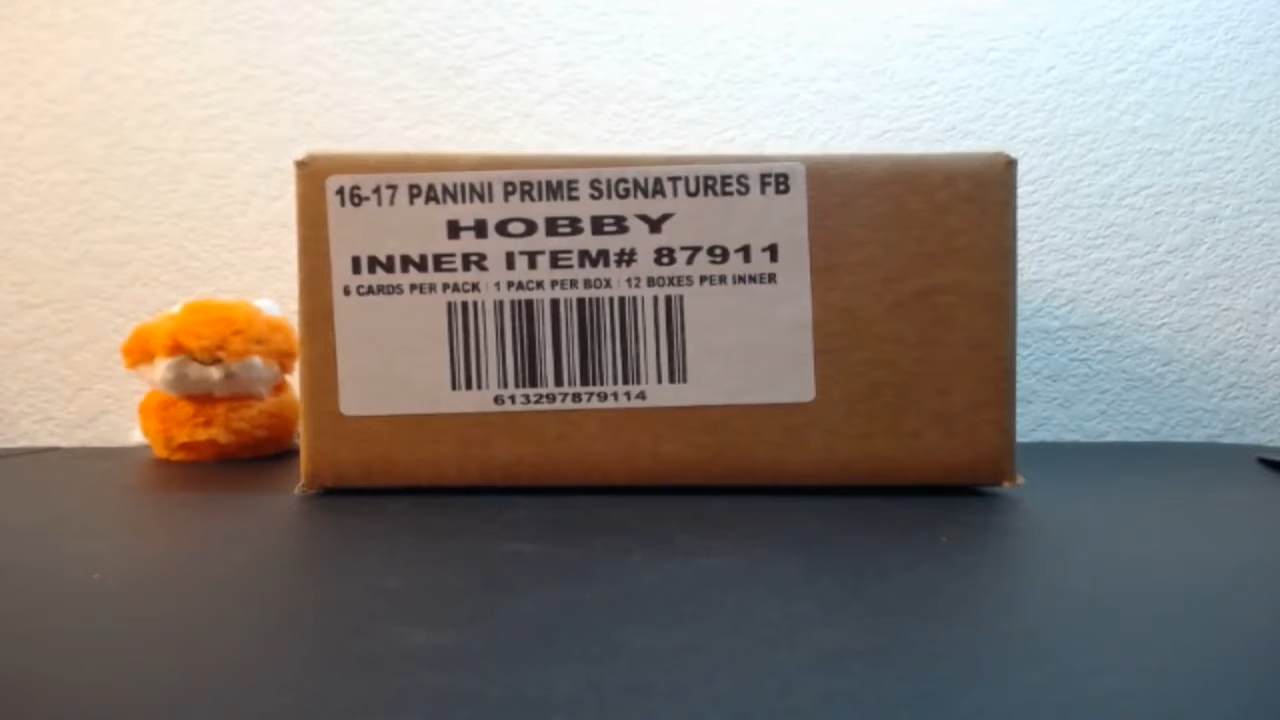 16-17 PANINI PRIME SIGNATURES FB
HOBBY
INNER ITEM# 87911
6 CARDS PER PACK | 1 PACK PER BOX | 12 BOXES PER INNER
613297879114